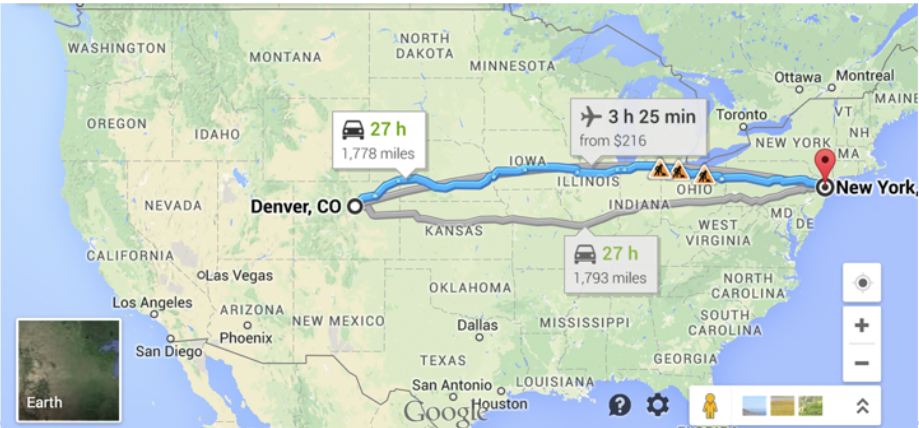 NORTH
DAKOTA
WASHINGTON
MONTANA
MINNESOTA
Ottawa
Montreal
MAINE
OREGON
IDAHO
27 h
1,778 miles
3 h 25 min
from $216
Toronto
VT
NH
NEW YORK
MA
IOWA
ILLINOIS
OHIO
INDIANA
Denver, CO
New York,
NEVADA
KANSAS
MD
DE
WEST
VIRGINIA
27 h
1,793 miles
CALIFORNIA
Las Vegas
OKLAHOMA
NORTH
CAROLINA
Los Angeles
ARIZONA
Phoenix
NEW MEXICO
Dallas
MISSISSIPPI
SOUTH
CAROLINA
San Diego
TEXAS
GEORGIA
San Antonio
LOUISIANA
Houston
Google
Earth
+
−
?